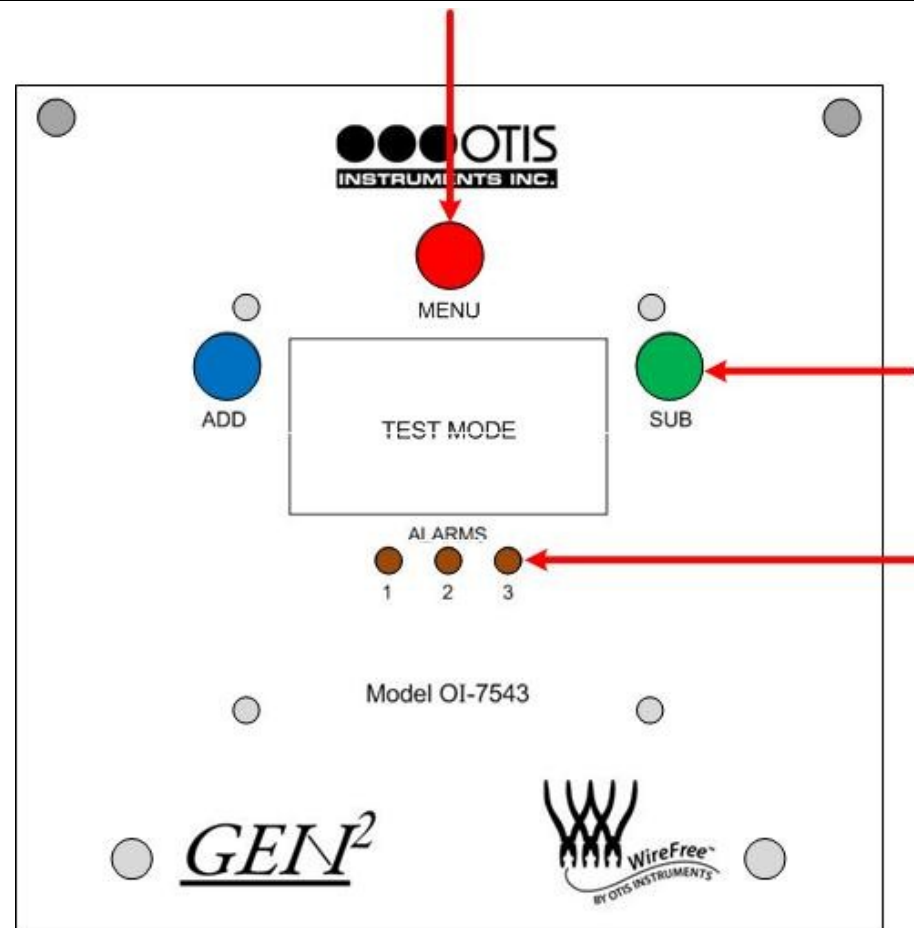 OTIS
INSTRUMENTS INC.
MENU
ADD
SUB
TEST MODE
ALARMS
1 2 3
Model OI-7543
GEN²
WireFree™
BY OTIS INSTRUMENTS